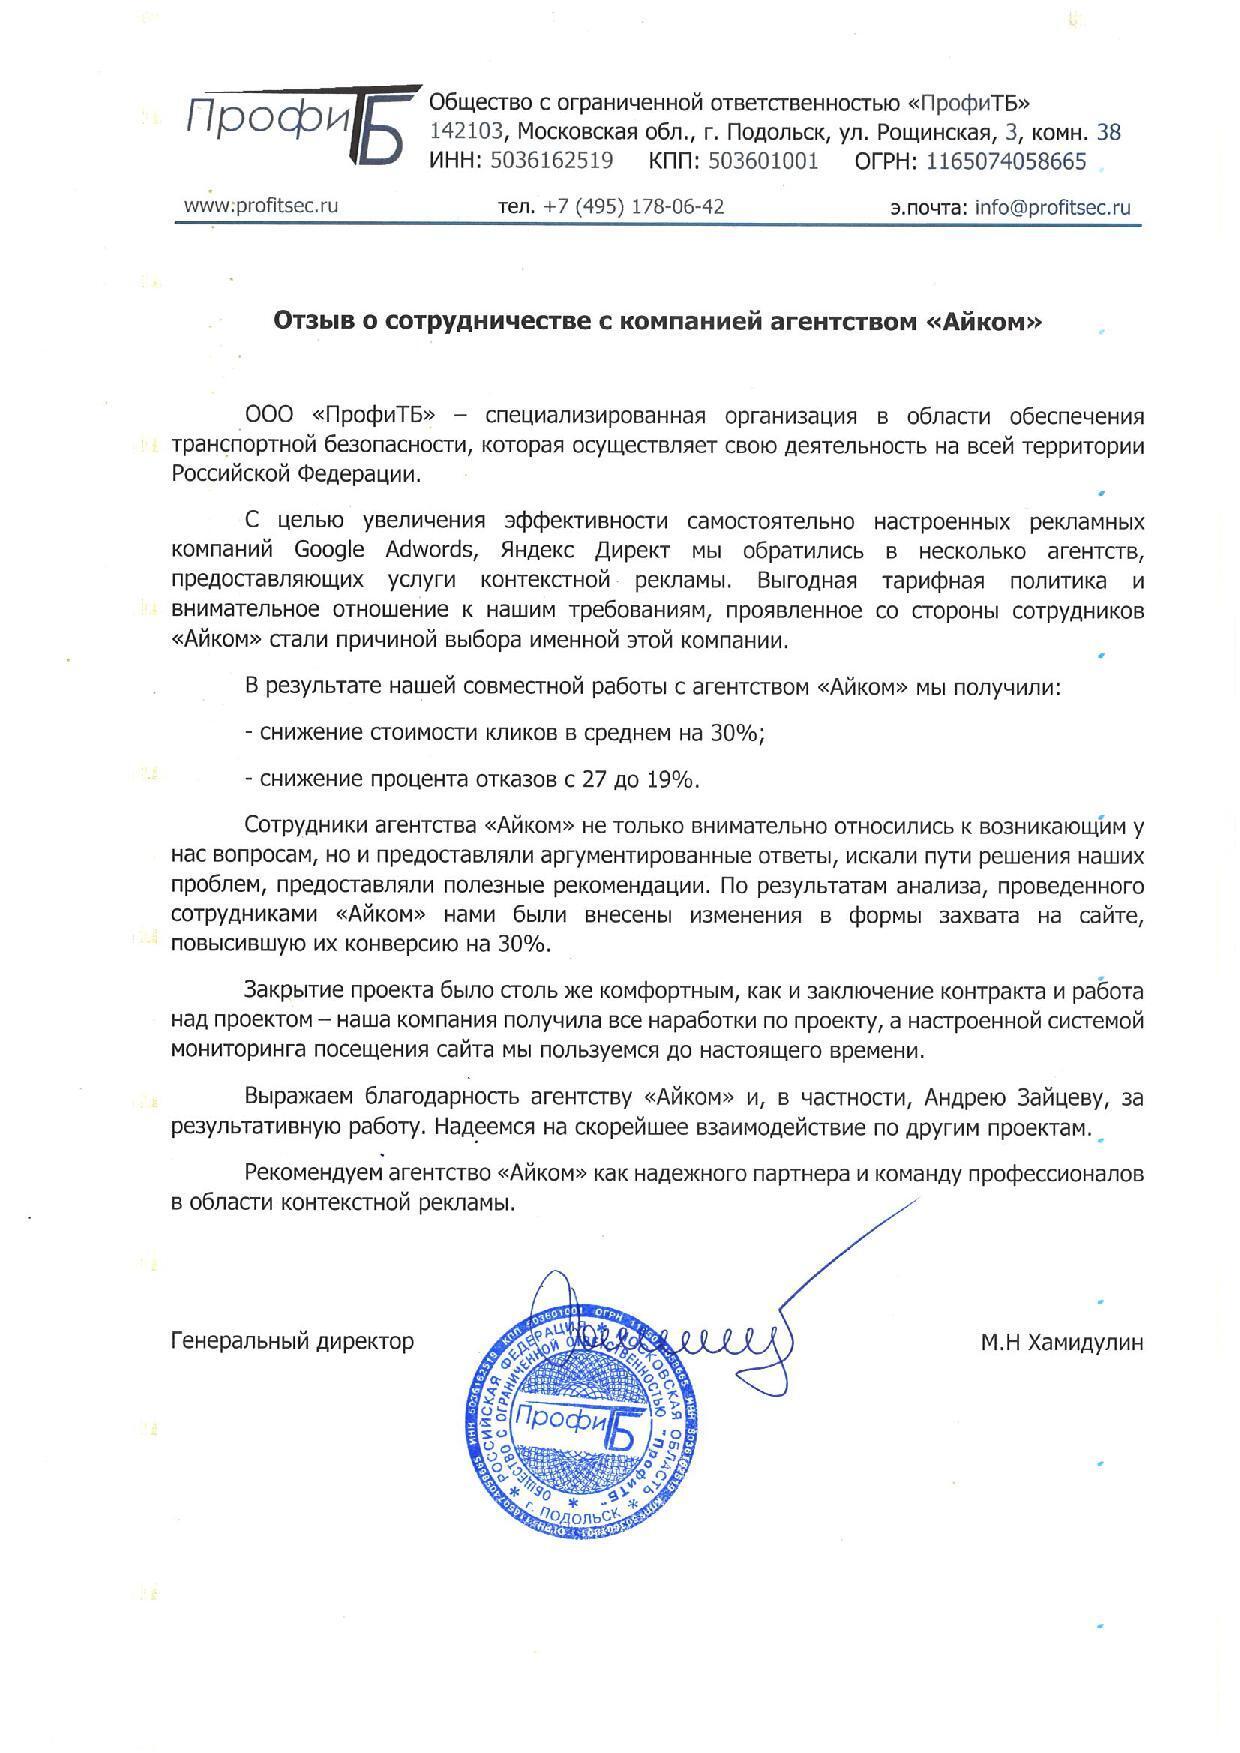 ПрофиТБ
Общество с ограниченной ответственностью «ПрофиТБ»
142103, Московская обл., г. Подольск, ул. Рощинская, 3, комн. 38
ИНН: 5036162519 КПП: 503601001 ОГРН: 1165074058665
www.profitsec.ru тел. +7 (495) 178-06-42 э.почта: info@profitsec.ru
Отзыв о сотрудничестве с компанией агентством «Айком»
ООО «ПрофиТБ» – специализированная организация в области обеспечения
транспортной безопасности, которая осуществляет свою деятельность на всей территории
Российской Федерации.
С целью увеличения эффективности самостоятельно настроенных рекламных
компаний Google Adwords, Яндекс Директ мы обратились в несколько агентств,
предоставляющих услуги контекстной рекламы. Выгодная тарифная политика и
внимательное отношение к нашим требованиям, проявленное со стороны сотрудников
«Айком» стали причиной выбора именной этой компании.
В результате нашей совместной работы с агентством «Айком» мы получили:
- снижение стоимости кликов в среднем на 30%;
- снижение процента отказов с 27 до 19%.
Сотрудники агентства «Айком» не только внимательно относились к возникающим у
нас вопросам, но и предоставляли аргументированные ответы, искали пути решения наших
проблем, предоставляли полезные рекомендации. По результатам анализа, проведенного
сотрудниками «Айком» нами были внесены изменения в формы захвата на сайте,
повысившую их конверсию на 30%.
Закрытие проекта было столь же комфортным, как и заключение контракта и работа
над проектом – наша компания получила все наработки по проекту, а настроенной системой
мониторинга посещения сайта мы пользуемся до настоящего времени.
Выражаем благодарность агентству «Айком» и, в частности, Андрею Зайцеву, за
результативную работу. Надеемся на скорейшее взаимодействие по другим проектам.
Рекомендуем агентство «Айком» как надежного партнера и команду профессионалов
в области контекстной рекламы.
Генеральный директор М.Н Хамидулин
РОССИЙСКАЯ ФЕДЕРАЦИЯ * МОСКОВСКАЯ ОБЛАСТЬ * г. ПОДОЛЬСК *
ОБЩЕСТВО С ОГРАНИЧЕННОЙ ОТВЕТСТВЕННОСТЬЮ "ПрофиТБ" *
ПрофиТБ